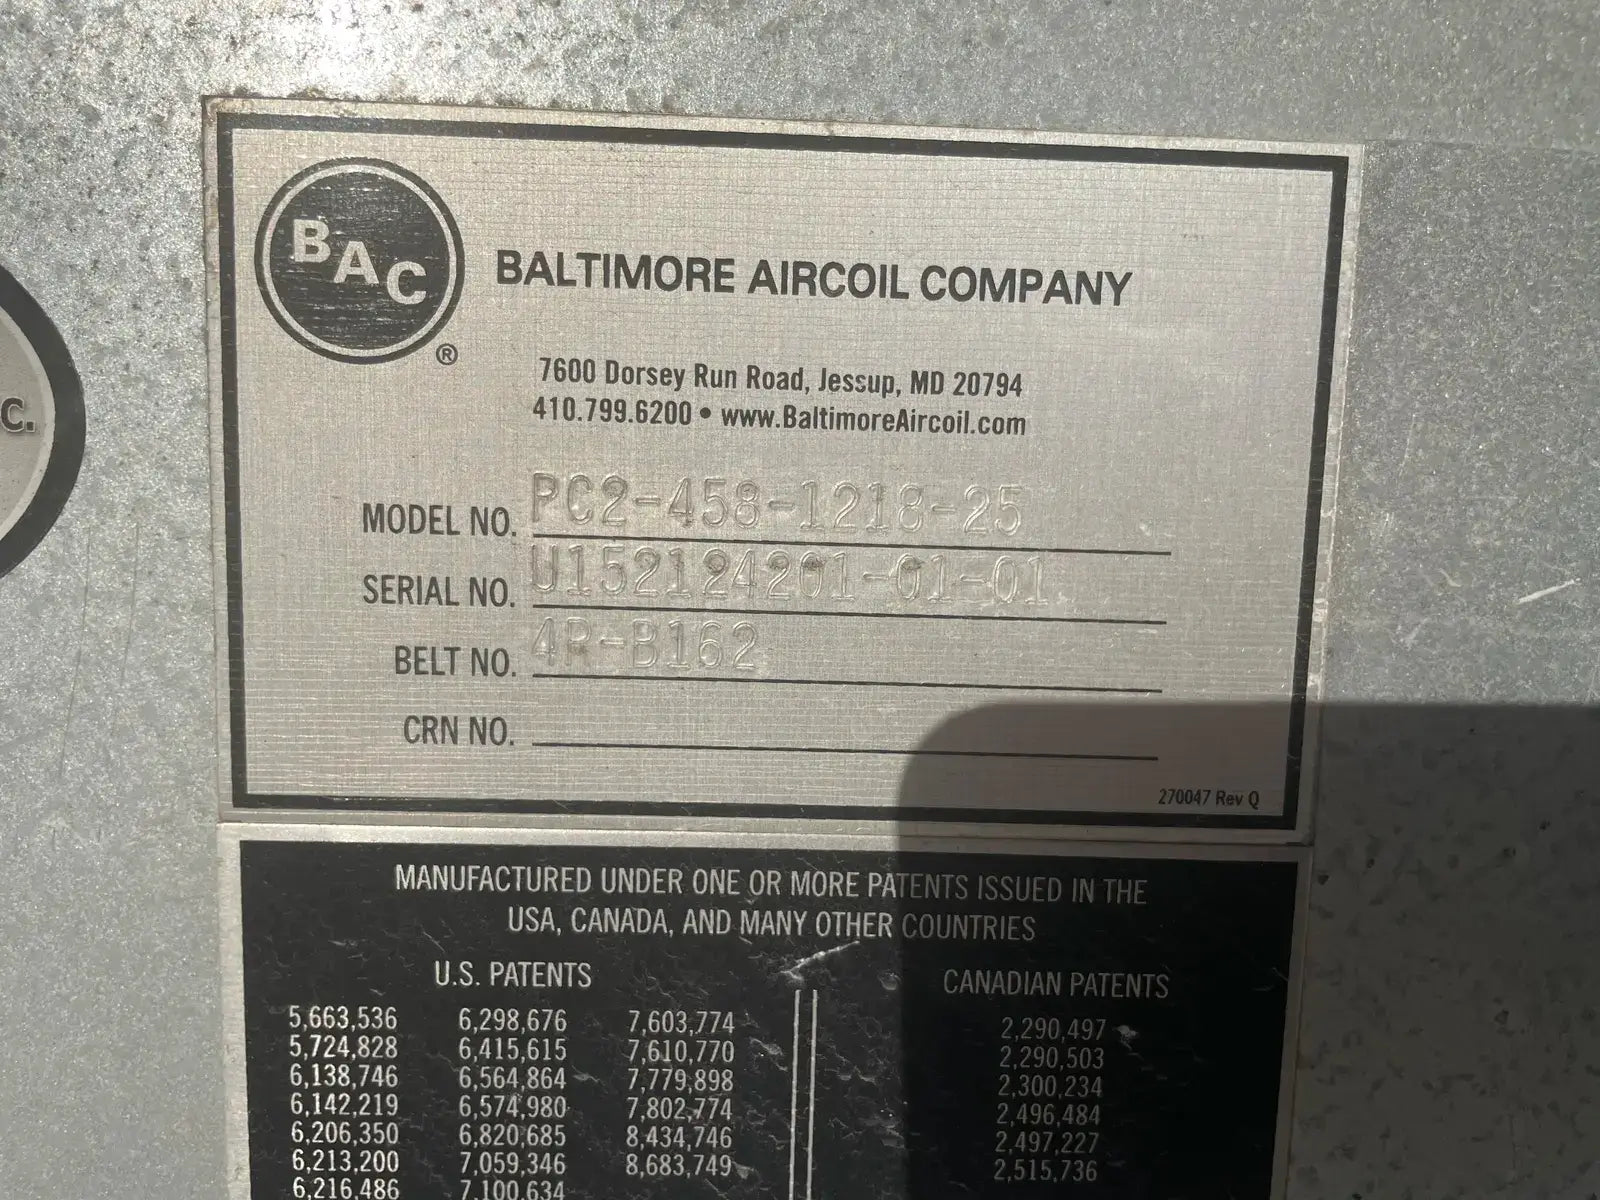 BAC
®
BALTIMORE AIRCOIL COMPANY
7600 Dorsey Run Road, Jessup, MD 20794
410.799.6200 • www.BaltimoreAircoil.com
C.
MODEL NO. PC2-458-1218-25
SERIAL NO. U152124201-01-01
BELT NO. 4R-B162
CRN NO.
270047 Rev Q
MANUFACTURED UNDER ONE OR MORE PATENTS ISSUED IN THE
USA, CANADA, AND MANY OTHER COUNTRIES
U.S. PATENTS
5,663,536 6,298,676 7,603,774
5,724,828 6,415,615 7,610,770
6,138,746 6,564,864 7,779,898
6,142,219 6,574,980 7,802,774
6,206,350 6,820,685 8,434,746
6,213,200 7,059,346 8,683,749
6,216,486 7,100,634
CANADIAN PATENTS
2,290,497
2,290,503
2,300,234
2,496,484
2,497,227
2,515,736